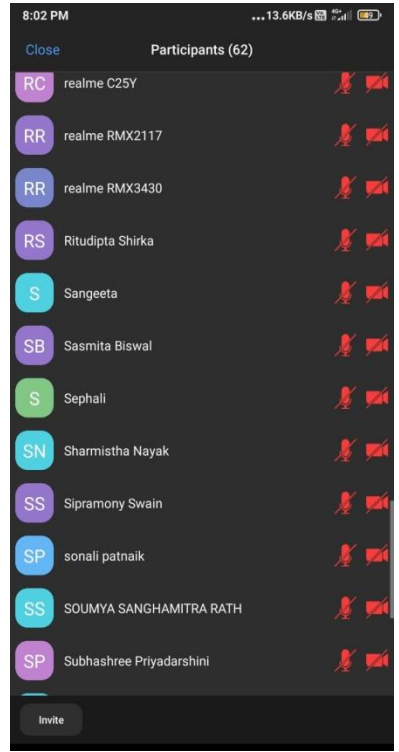 8:02 PM ...13.6KB/s 4G+ 49
Close Participants (62)
RC realme C25Y
RR realme RMX2117
RR realme RMX3430
RS Ritudipta Shirka
S Sangeeta
SB Sasmita Biswal
S Sephali
SN Sharmistha Nayak
SS Sipramony Swain
SP sonali patnaik
SS SOUMYA SANGHAMITRA RATH
SP Subhashree Priyadarshini
Invite